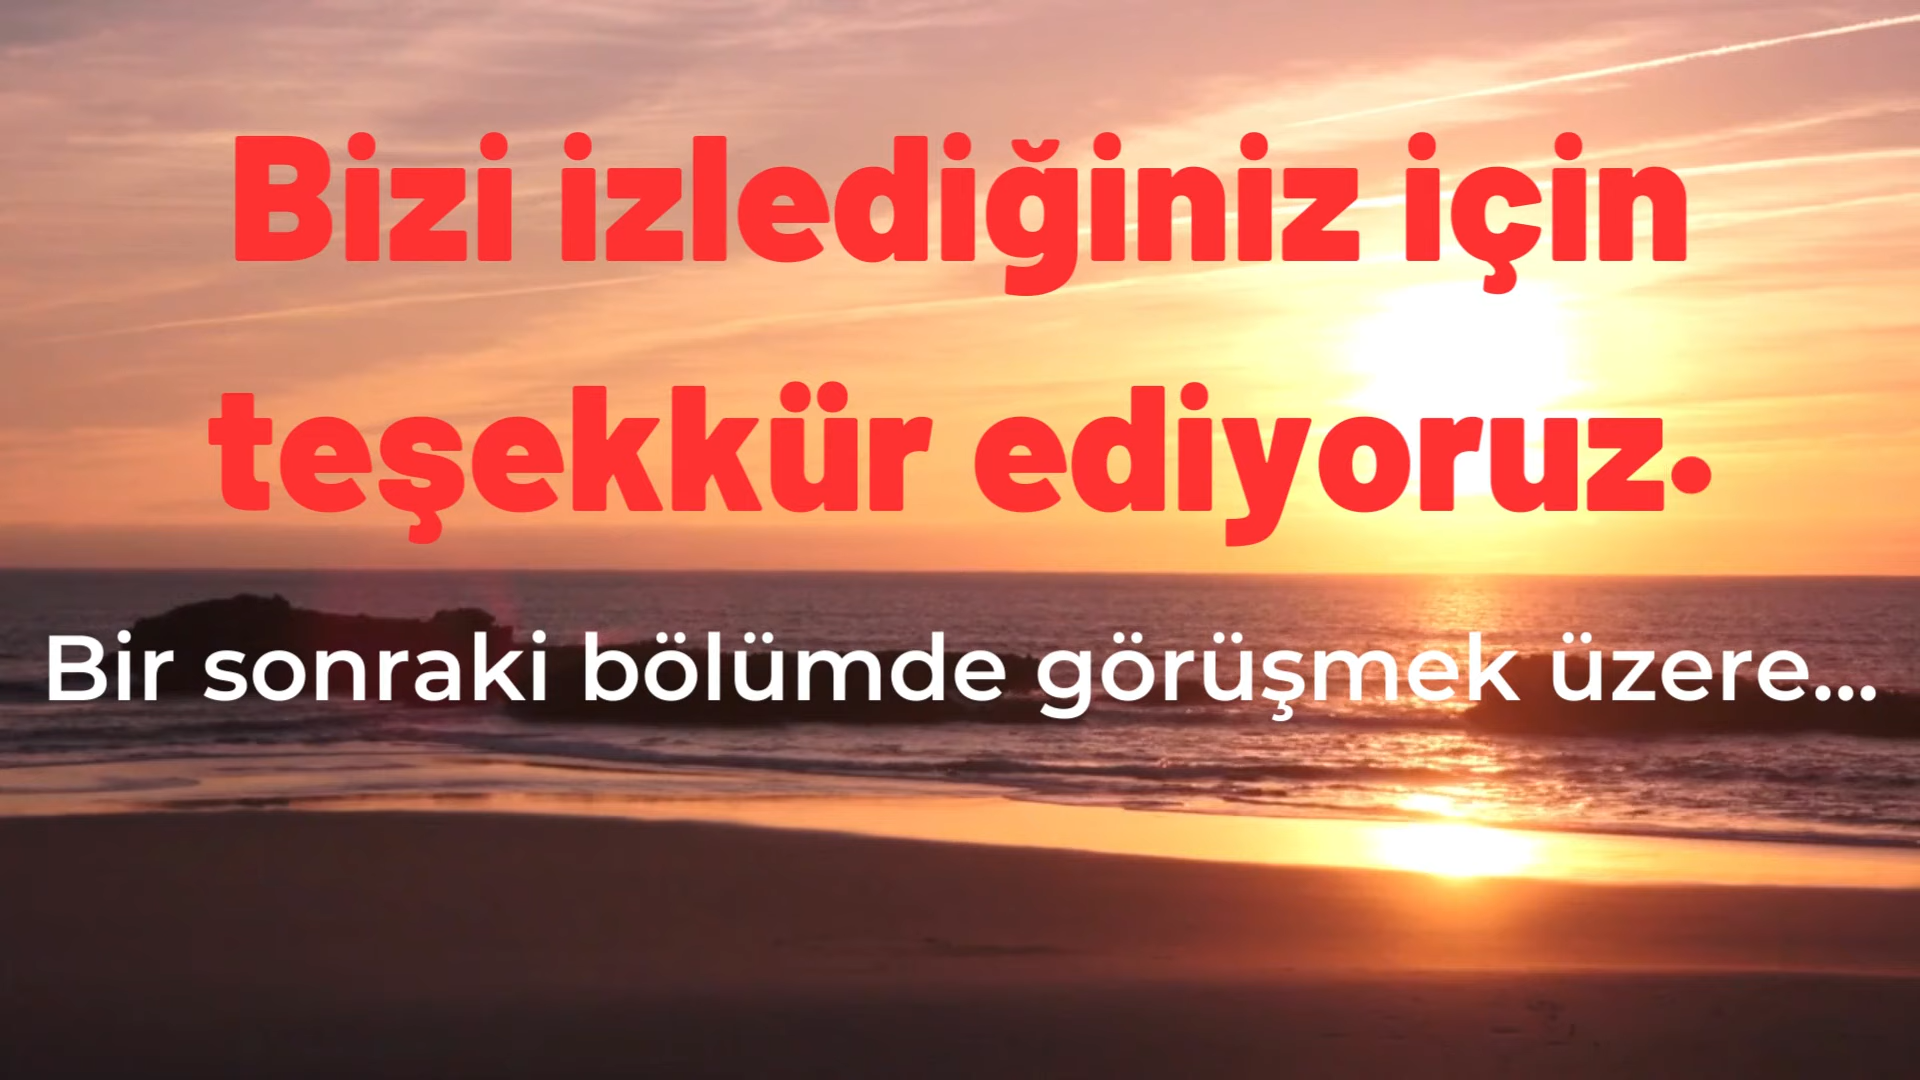 Bizi izlediğiniz için
teşekkür ediyoruz.
Bir sonraki bölümde görüşmek üzere...